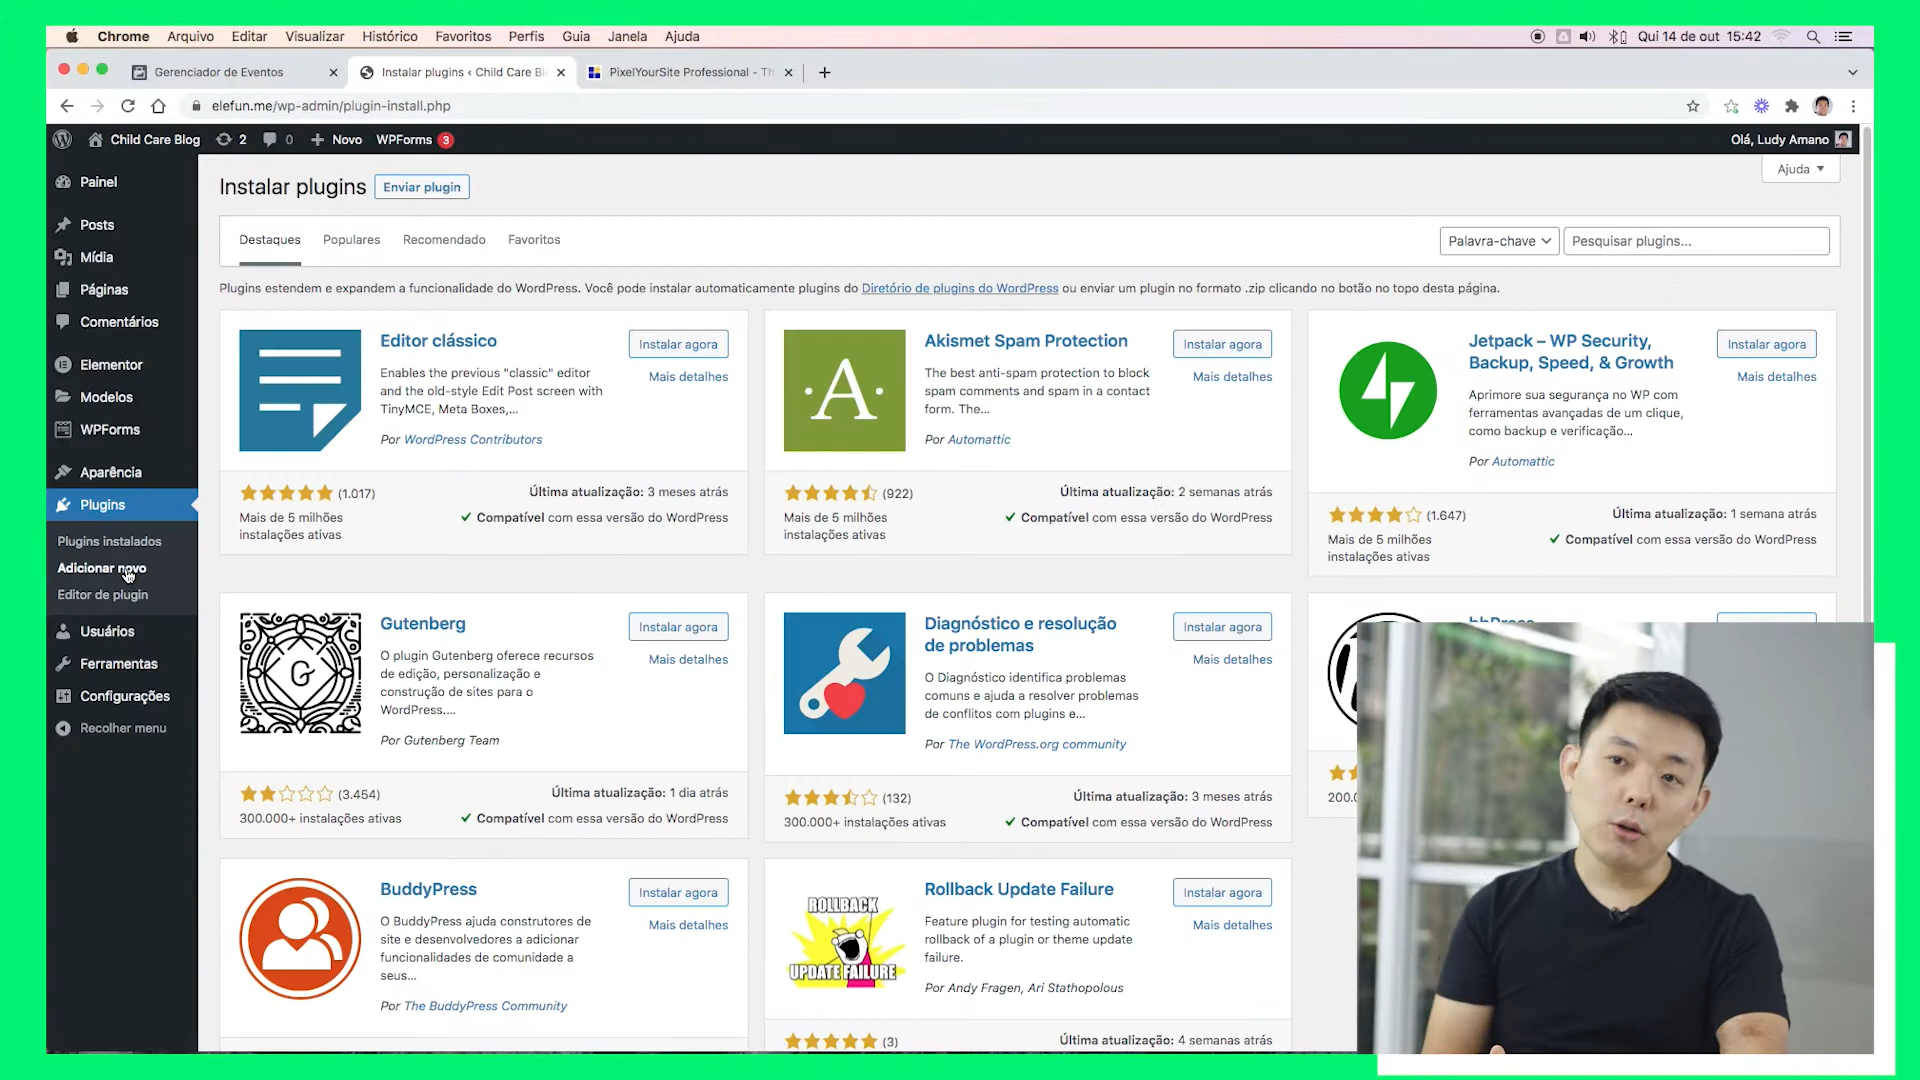 Chrome Arquivo Editar Visualizar Histórico Favoritos Perfis Guia Janela Ajuda Qui 14 de out 15:42
Gerenciador de Eventos Instalar plugins ‹ Child Care Bl PixelYourSite Professional - Th
elefun.me/wp-admin/plugin-install.php
Child Care Blog 2 0 Novo WPForms 3 Olá, Ludy Amano
Painel
Posts
Mídia
Páginas
Comentários
Elementor
Modelos
WPForms
Aparência
Plugins
Plugins instalados
Adicionar novo
Editor de plugin
Usuários
Ferramentas
Configurações
Recolher menu
Ajuda
Instalar plugins Enviar plugin
Destaques Populares Recomendado Favoritos Palavra-chave Pesquisar plugins...
Plugins estendem e expandem a funcionalidade do WordPress. Você pode instalar automaticamente plugins do Diretório de plugins do WordPress ou enviar um plugin no formato .zip clicando no botão no topo desta página.
Editor clássico
Instalar agora
Mais detalhes
Enables the previous "classic" editor
and the old-style Edit Post screen with
TinyMCE, Meta Boxes,...
Por WordPress Contributors
(1.017)
Mais de 5 milhões
instalações ativas
Última atualização: 3 meses atrás
Compatível com essa versão do WordPress
A
Akismet Spam Protection
Instalar agora
Mais detalhes
The best anti-spam protection to block
spam comments and spam in a contact
form. The...
Por Automattic
(922)
Mais de 5 milhões
instalações ativas
Última atualização: 2 semanas atrás
Compatível com essa versão do WordPress
Jetpack – WP Security,
Backup, Speed, & Growth
Instalar agora
Mais detalhes
Aprimore sua segurança no WP com
ferramentas avançadas de um clique,
como backup e verificação...
Por Automattic
(1.647)
Mais de 5 milhões
instalações ativas
Última atualização: 1 semana atrás
Compatível com essa versão do WordPress
G
Gutenberg
Instalar agora
Mais detalhes
O plugin Gutenberg oferece recursos
de edição, personalização e
construção de sites para o
WordPress....
Por Gutenberg Team
(3.454)
300.000+ instalações ativas
Última atualização: 1 dia atrás
Compatível com essa versão do WordPress
Diagnóstico e resolução
de problemas
Instalar agora
Mais detalhes
O Diagnóstico identifica problemas
comuns e ajuda a resolver problemas
de conflitos com plugins e...
Por The WordPress.org community
(132)
300.000+ instalações ativas
Última atualização: 3 meses atrás
Compatível com essa versão do WordPress
200.0
BuddyPress
Instalar agora
Mais detalhes
O BuddyPress ajuda construtores de
site e desenvolvedores a adicionar
funcionalidades de comunidade a
seus...
Por The BuddyPress Community
ROLLBACK
UPDATE FAILURE
Rollback Update Failure
Instalar agora
Mais detalhes
Feature plugin for testing automatic
rollback of a plugin or theme update
failure.
Por Andy Fragen, Ari Stathopolous
(3)
Última atualização: 4 semanas atrás